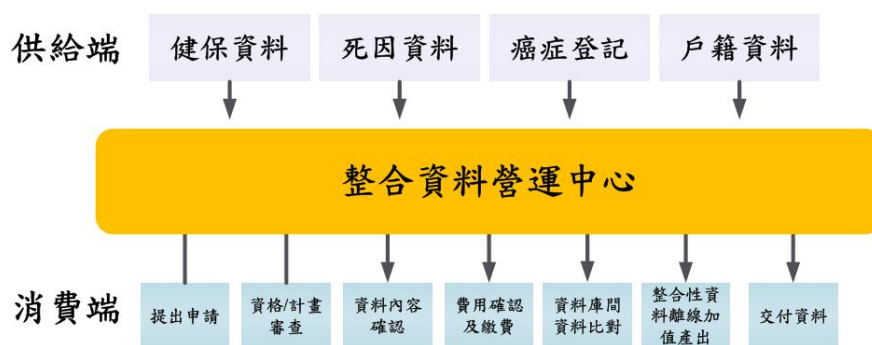 供給端
健保資料
死因資料
癌症登記
戶籍資料
整合資料營運中心
消費端
提出申請
資格/計畫
審查
資料內容
確認
費用確認
及繳費
資料庫間
資料比對
整合性資
料離線加
值產出
交付資料